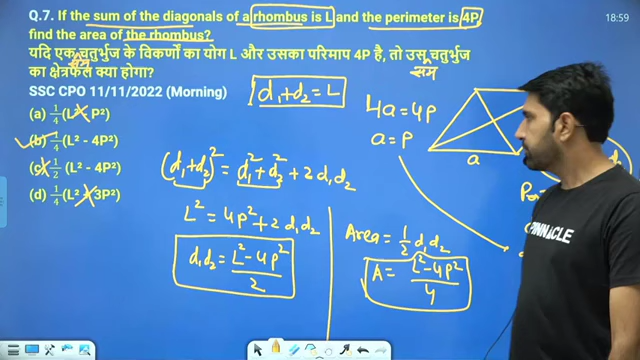 Q.7. If the sum of the diagonals of a rhombus is L and the perimeter is 4P,
18:59
find the area of the rhombus?
यदि एक चतुर्भुज के विकर्णों का योग L और उसका परिमाप 4P है, तो उस चतुर्भुज
सम
सम
का क्षेत्रफल क्या होगा?
SSC CPO 11/11/2022 (Morning)
d₁+d₂ = L
(a) 1/2 (L² - P²)
(b) 1/4 (L² - 4P²)
(c) 1/2 (L² - 4P²)
(d) 1/4 (L² - 3P²)
4a = 4P
a = P
a
(d₁+d₂)² = d₁² + d₂² + 2d₁d₂
L² = 4P² + 2d₁d₂
d₁d₂ = (L² - 4P²)/2
Area = 1/2 d₁d₂
A = (L² - 4P²)/4
PINNACLE